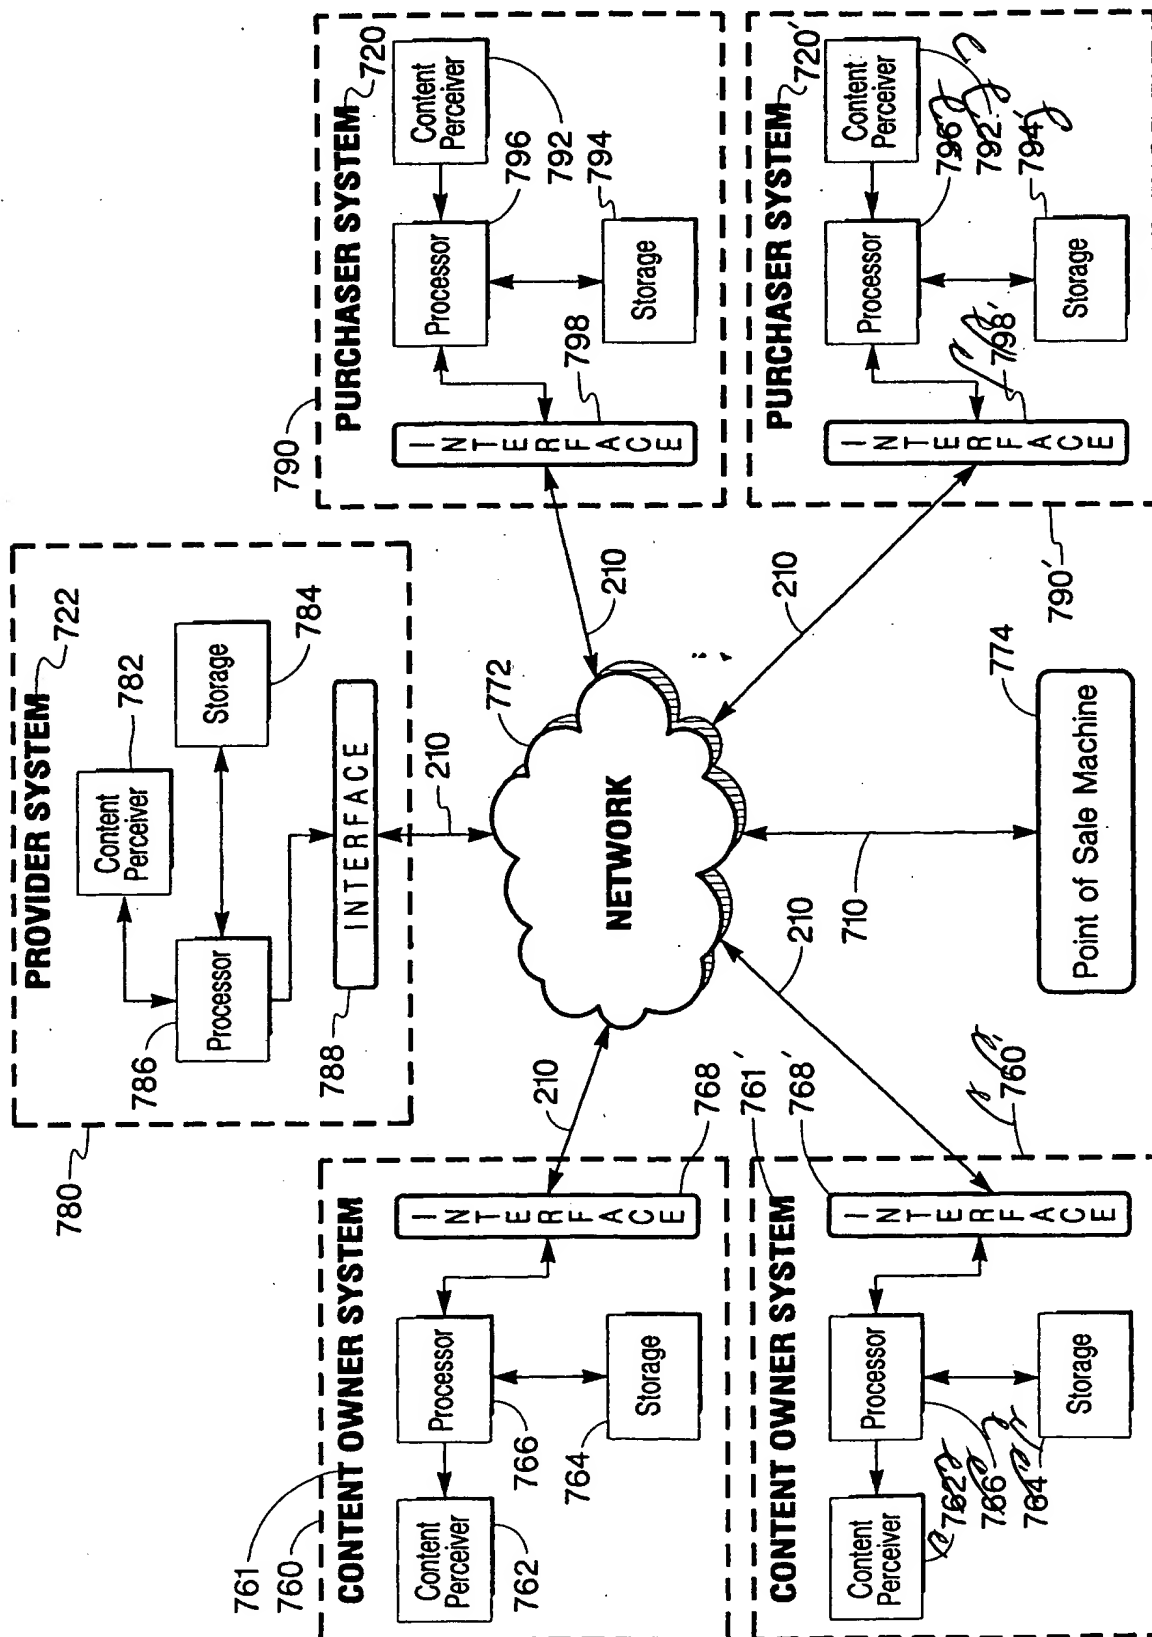 780
PROVIDER SYSTEM
722
Content
Perceiver
782
786
Processor
Storage
784
788
INTERFACE
210
761
760
CONTENT OWNER SYSTEM
Content
Perceiver
762
Processor
766
Storage
764
INTERFACE
768
210
NETWORK
772
210
790
PURCHASER SYSTEM
720
INTERFACE
798
Processor
796
Content
Perceiver
792
Storage
794
CONTENT OWNER SYSTEM
761'
768'
760'
Content
Perceiver
762
Processor
766
Storage
764
INTERFACE
210
710
Point of Sale Machine
774
210
790'
PURCHASER SYSTEM
720'
INTERFACE
798'
Processor
796'
Content
Perceiver
792'
Storage
794'